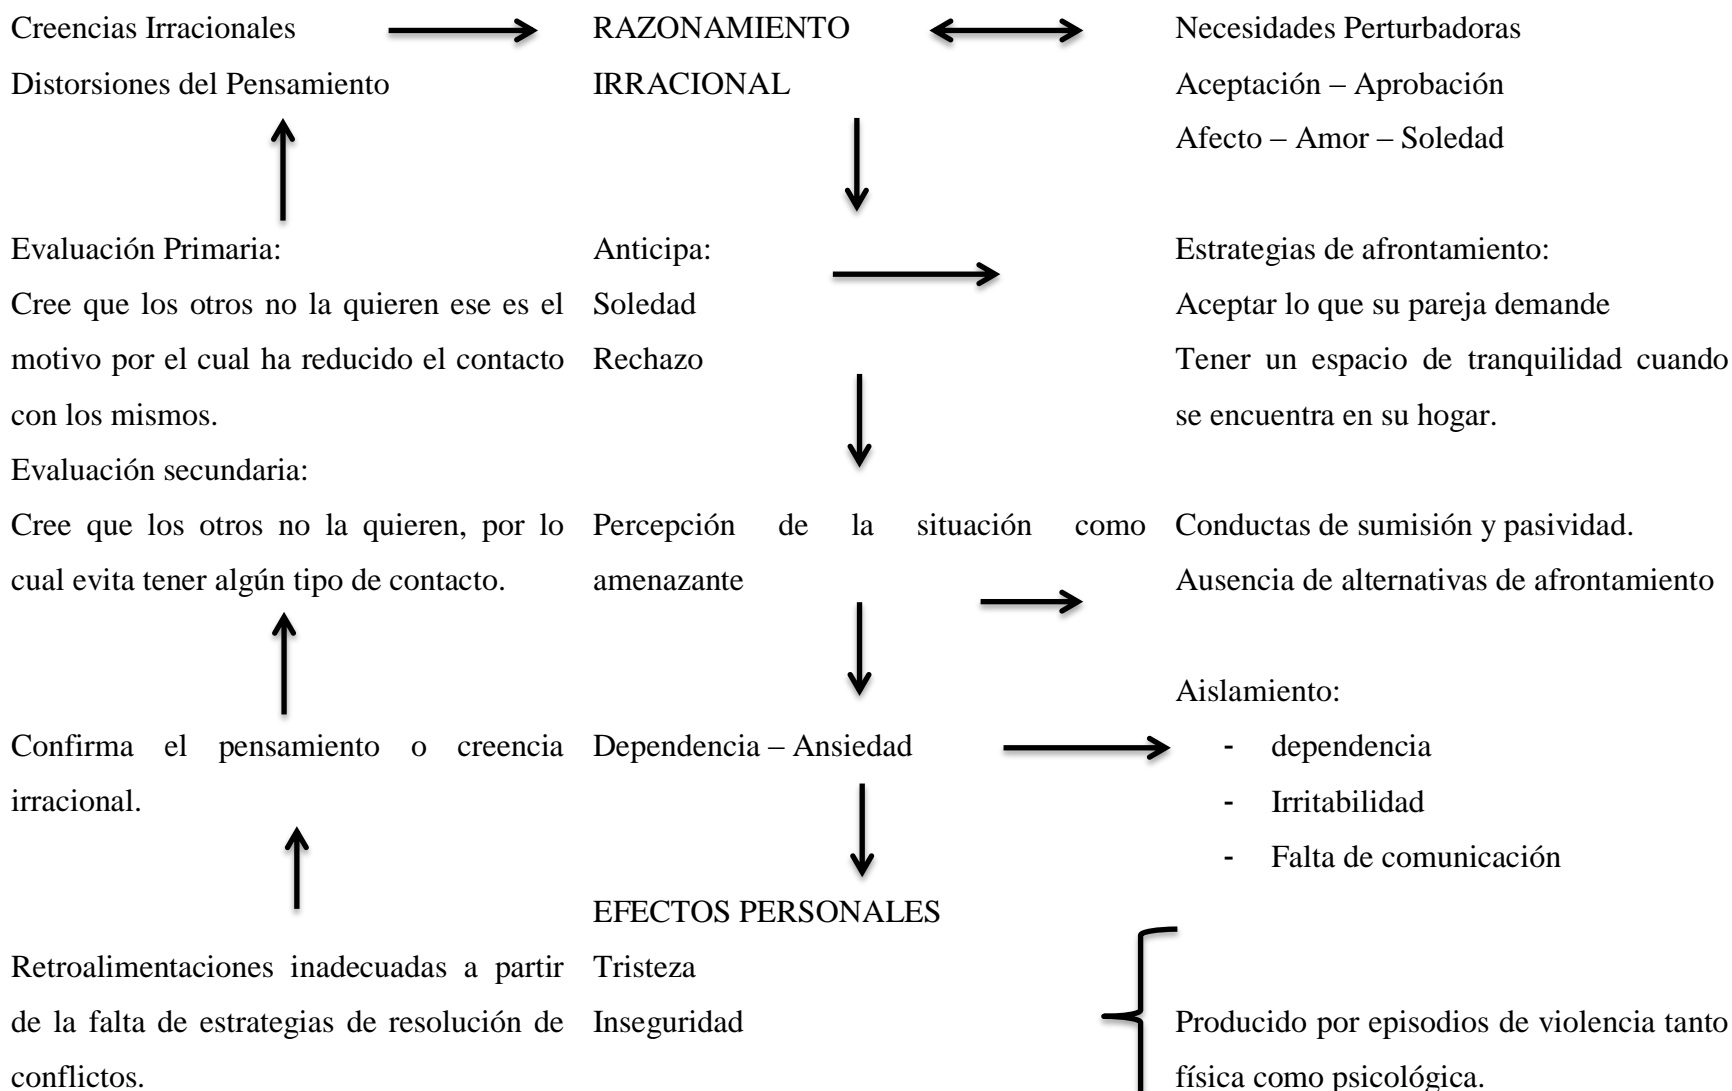 Creencias Irracionales
Distorsiones del Pensamiento
RAZONAMIENTO
IRRACIONAL
Necesidades Perturbadoras
Aceptación – Aprobación
Afecto – Amor – Soledad
Evaluación Primaria:
Cree que los otros no la quieren ese es el
motivo por el cual ha reducido el contacto
con los mismos.
Evaluación secundaria:
Cree que los otros no la quieren, por lo
cual evita tener algún tipo de contacto.
Anticipa:
Soledad
Rechazo
Percepción de la situación como
amenazante
Estrategias de afrontamiento:
Aceptar lo que su pareja demande
Tener un espacio de tranquilidad cuando
se encuentra en su hogar.
Conductas de sumisión y pasividad.
Ausencia de alternativas de afrontamiento
Confirma el pensamiento o creencia
irracional.
Dependencia – Ansiedad
Aislamiento:
- dependencia
- Irritabilidad
- Falta de comunicación
Retroalimentaciones inadecuadas a partir
de la falta de estrategias de resolución de
conflictos.
EFECTOS PERSONALES
Tristeza
Inseguridad
Producido por episodios de violencia tanto
física como psicológica.